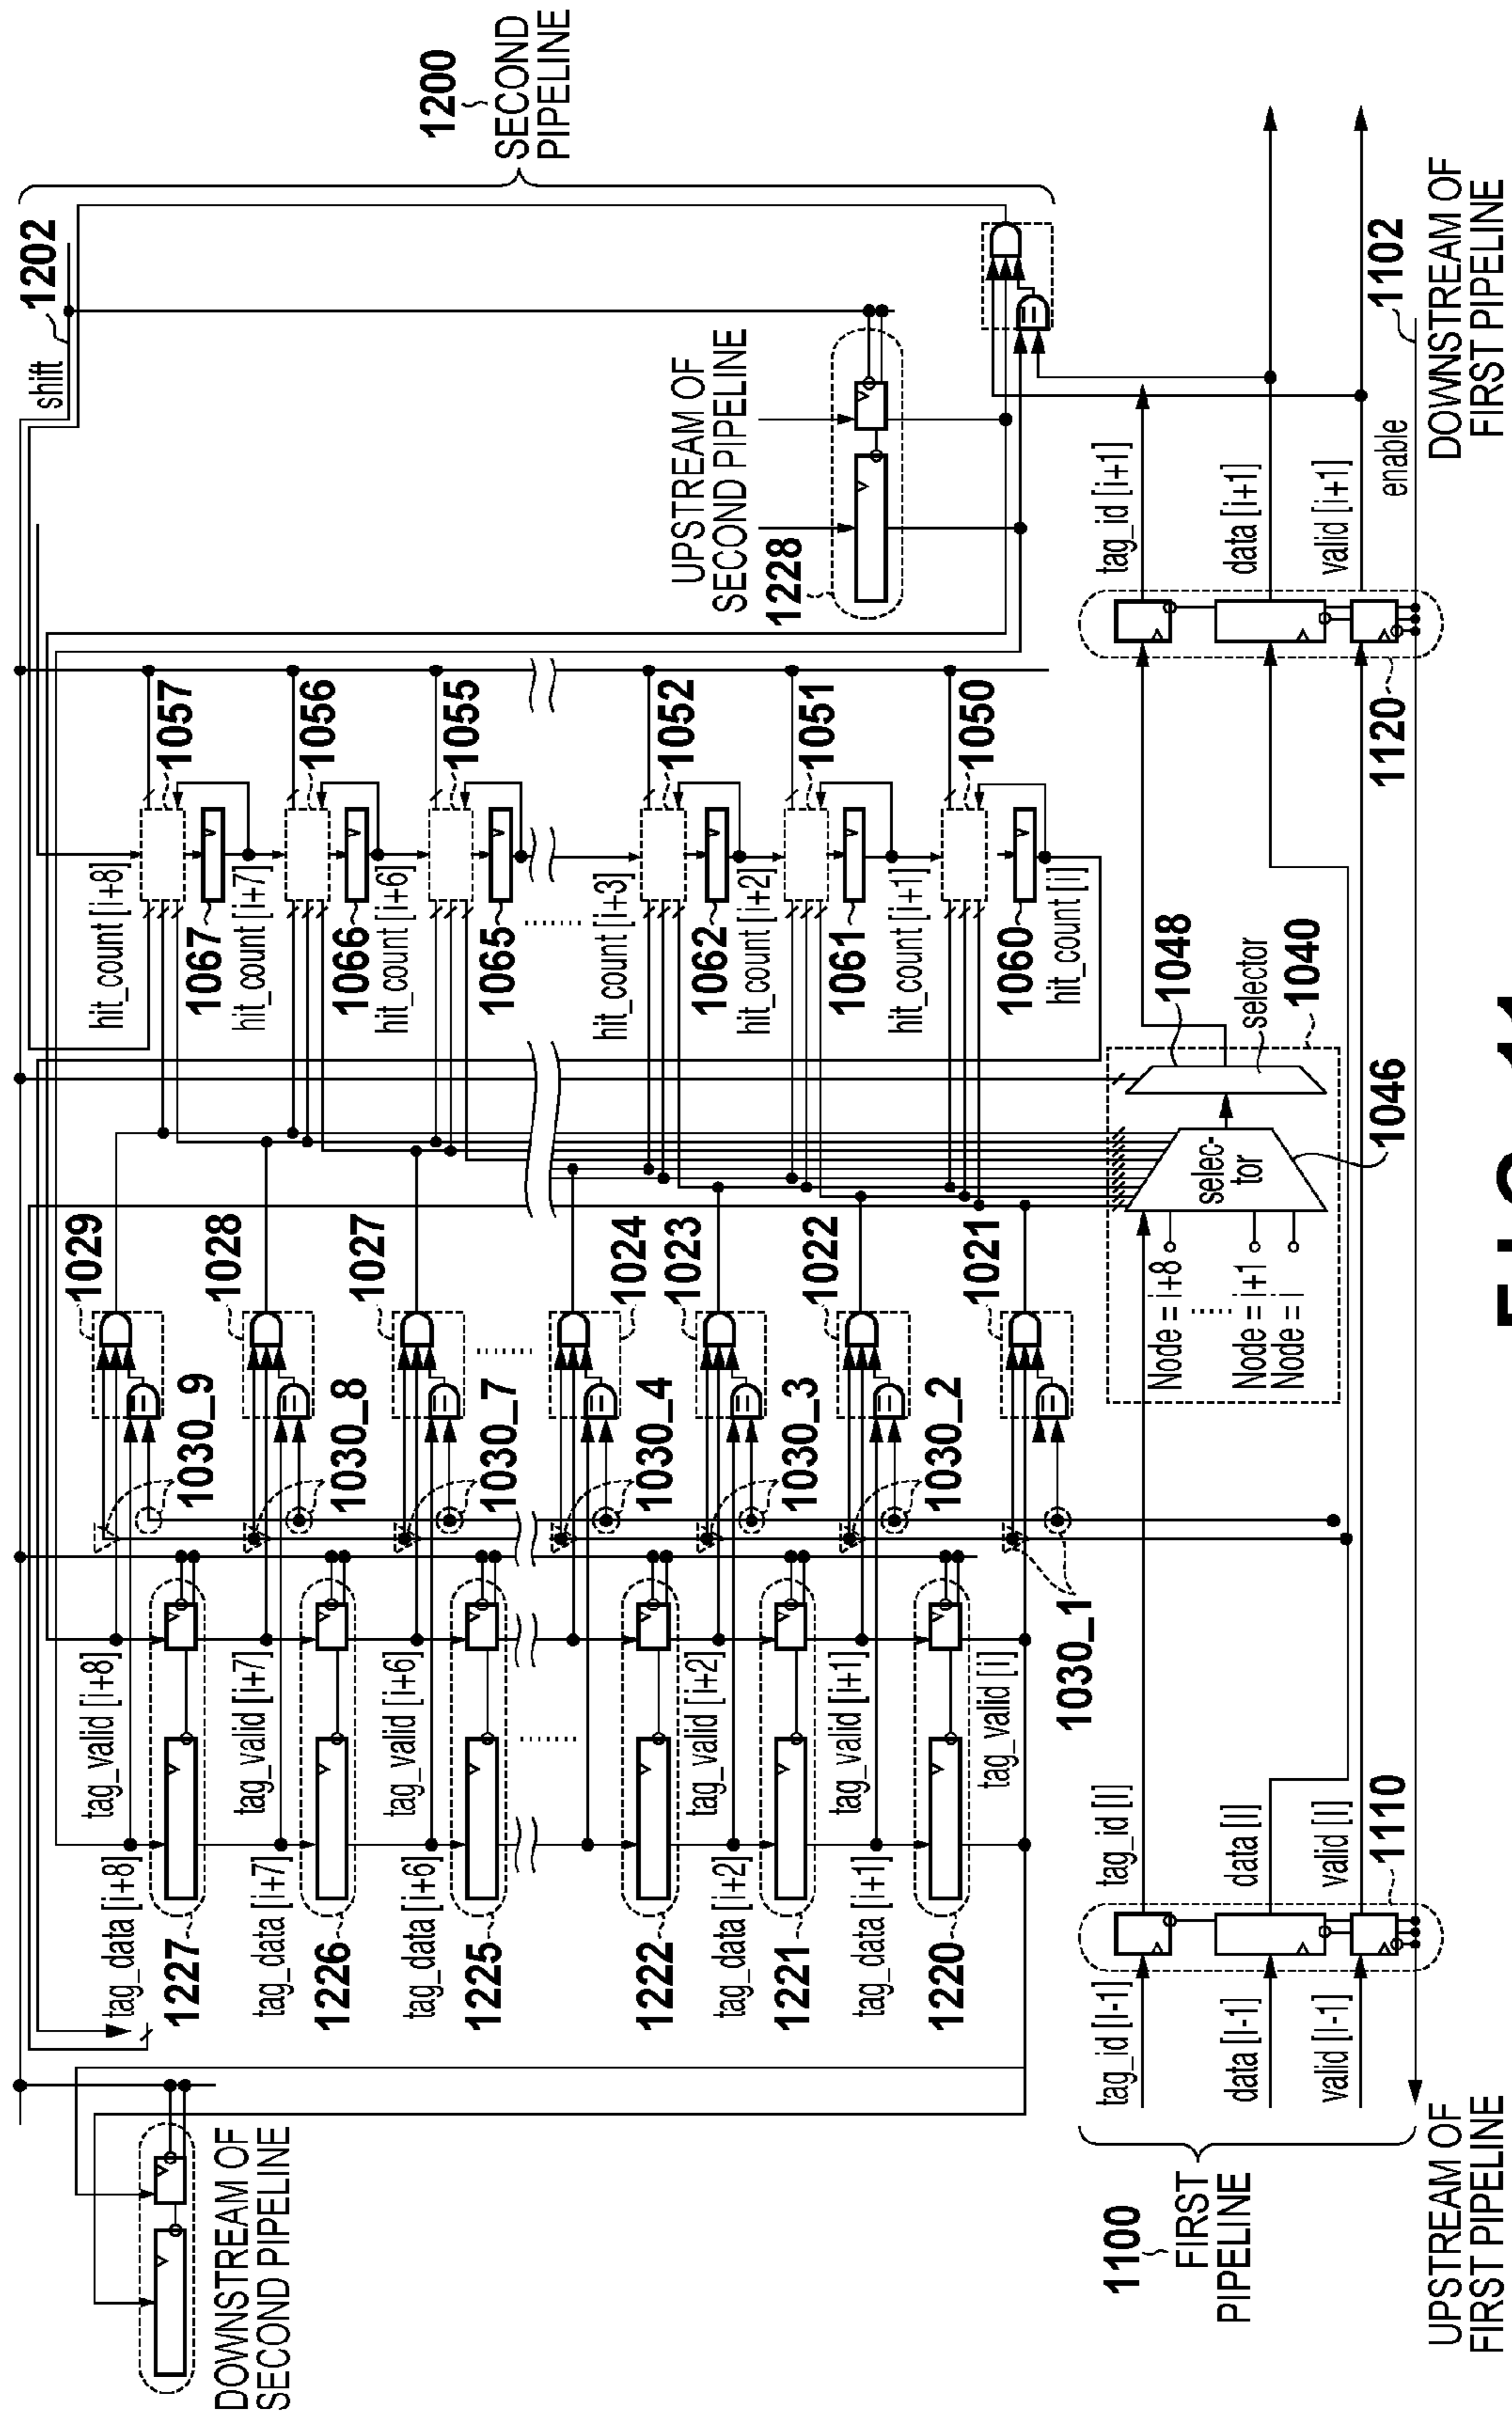 1200
SECOND
PIPELINE
1202
shift
UPSTREAM OF
SECOND PIPELINE
1228
1057
1056
1055
1052
1051
1050
hit_count [i+8]
1067
hit_count [i+7]
1066
hit_count [i+6]
1065
hit_count [i+3]
1062
hit_count [i+2]
1061
hit_count [i+1]
1060
hit_count [i]
1029
1028
1027
1024
1023
1022
1021
1030_9
1030_8
1030_7
1030_4
1030_3
1030_2
1030_1
tag_valid [i+8]
tag_valid [i+7]
tag_valid [i+6]
tag_valid [i+2]
tag_valid [i+1]
tag_valid [i]
tag_data [i+8]
1227
tag_data [i+7]
1226
tag_data [i+6]
1225
1222
tag_data [i+2]
1221
tag_data [i+1]
1220
DOWNSTREAM OF
SECOND PIPELINE
1100
FIRST
PIPELINE
tag_id [I-1]
data [I-1]
valid [I-1]
UPSTREAM OF
FIRST PIPELINE
1110
tag_id [I]
data [I]
valid [I]
Node = i+8
Node = i+1
Node = i
selec-
tor
1046
1048
selector
1040
1120
tag_id [i+1]
data [i+1]
valid [i+1]
enable
1102
DOWNSTREAM OF
FIRST PIPELINE